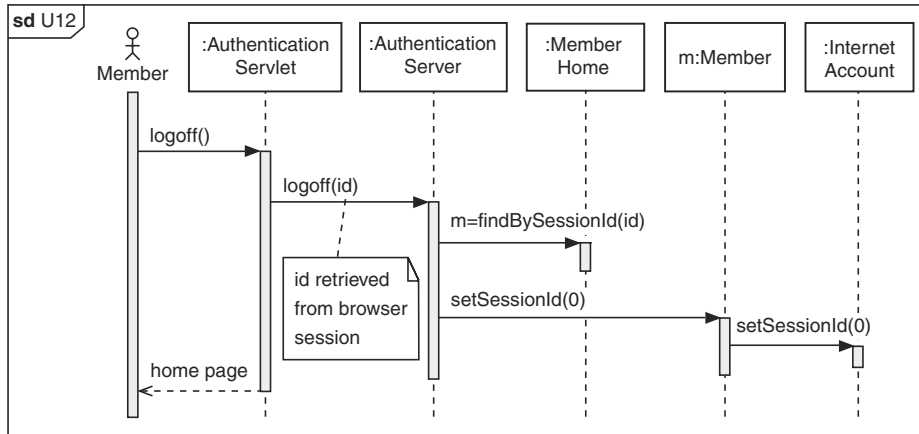 sd U12
Member
:Authentication
Servlet
:Authentication
Server
:Member
Home
m:Member
:Internet
Account
logoff()
logoff(id)
m=findBySessionId(id)
id retrieved
from browser
session
setSessionId(0)
setSessionId(0)
home page